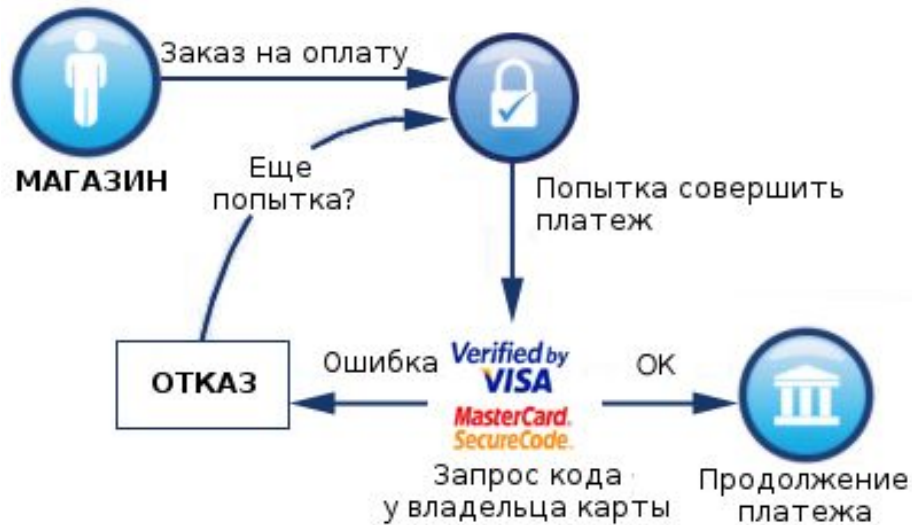 Заказ на оплату
МАГАЗИН
Еще
попытка?
Попытка совершить
платеж
ОТКАЗ
Ошибка
Verified by
VISA
MasterCard.
SecureCode.
ОК
Запрос кода
у владельца карты
Продолжение
платежа